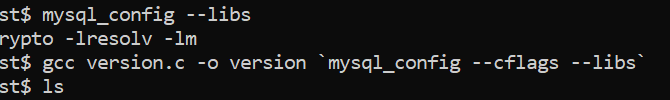 st$ mysql_config --libs
rypto -lresolv -lm
st$ gcc version.c -o version `mysql_config --cflags --libs`
st$ ls